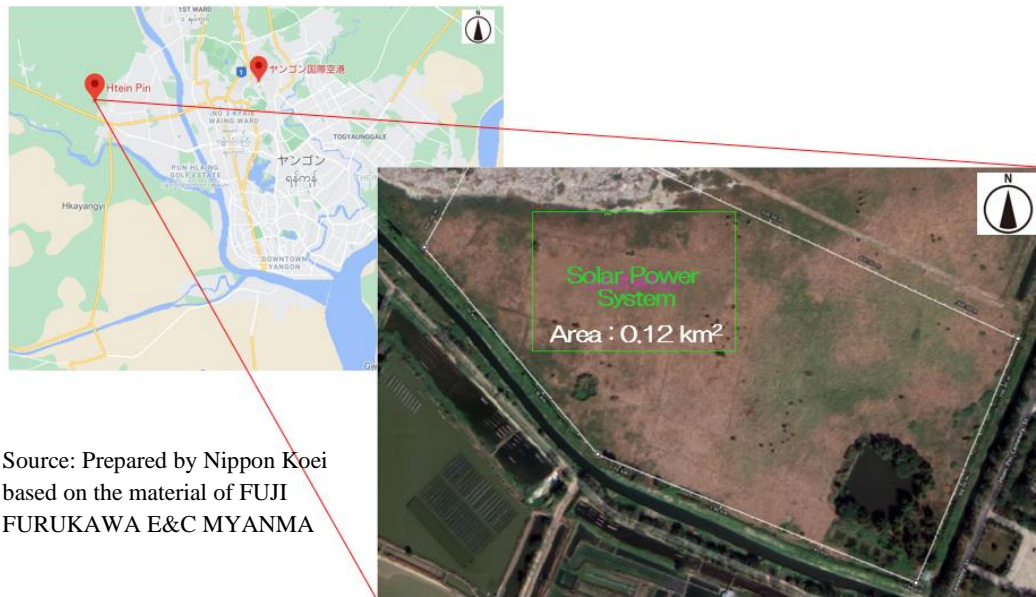 1ST WARD
N
Htein Pin
1
ヤンゴン国際空港
NO 3 KYAIK
WAING WARD
TOGYAUNGGALE
ヤンゴン
ရန်ကုန်
PUN HLAING
GOLF ESTATE
Hkayangyi
DOWNTOWN
YANGON
N
Solar Power
System
Area : 0.12 km²
Source: Prepared by Nippon Koei
based on the material of FUJI
FURUKAWA E&C MYANMA